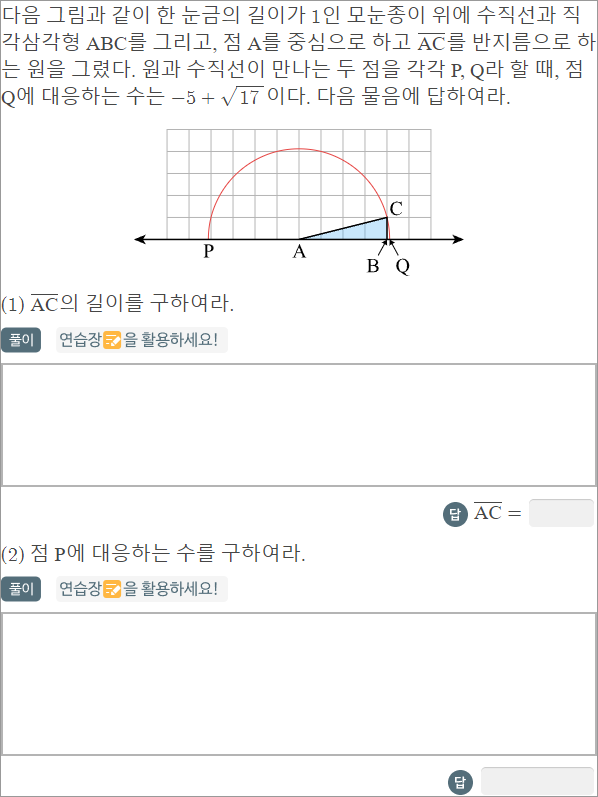 다음 그림과 같이 한 눈금의 길이가 1인 모눈종이 위에 수직선과 직
각삼각형 ABC를 그리고, 점 A를 중심으로 하고 A̅C̅를 반지름으로 하
는 원을 그렸다. 원과 수직선이 만나는 두 점을 각각 P, Q라 할 때, 점
Q에 대응하는 수는 −5 + √17 이다. 다음 물음에 답하여라.
C
P
A
B
Q
(1) A̅C̅의 길이를 구하여라.
풀이 연습장을 활용하세요!
답 A̅C̅ =
(2) 점 P에 대응하는 수를 구하여라.
풀이 연습장을 활용하세요!
답